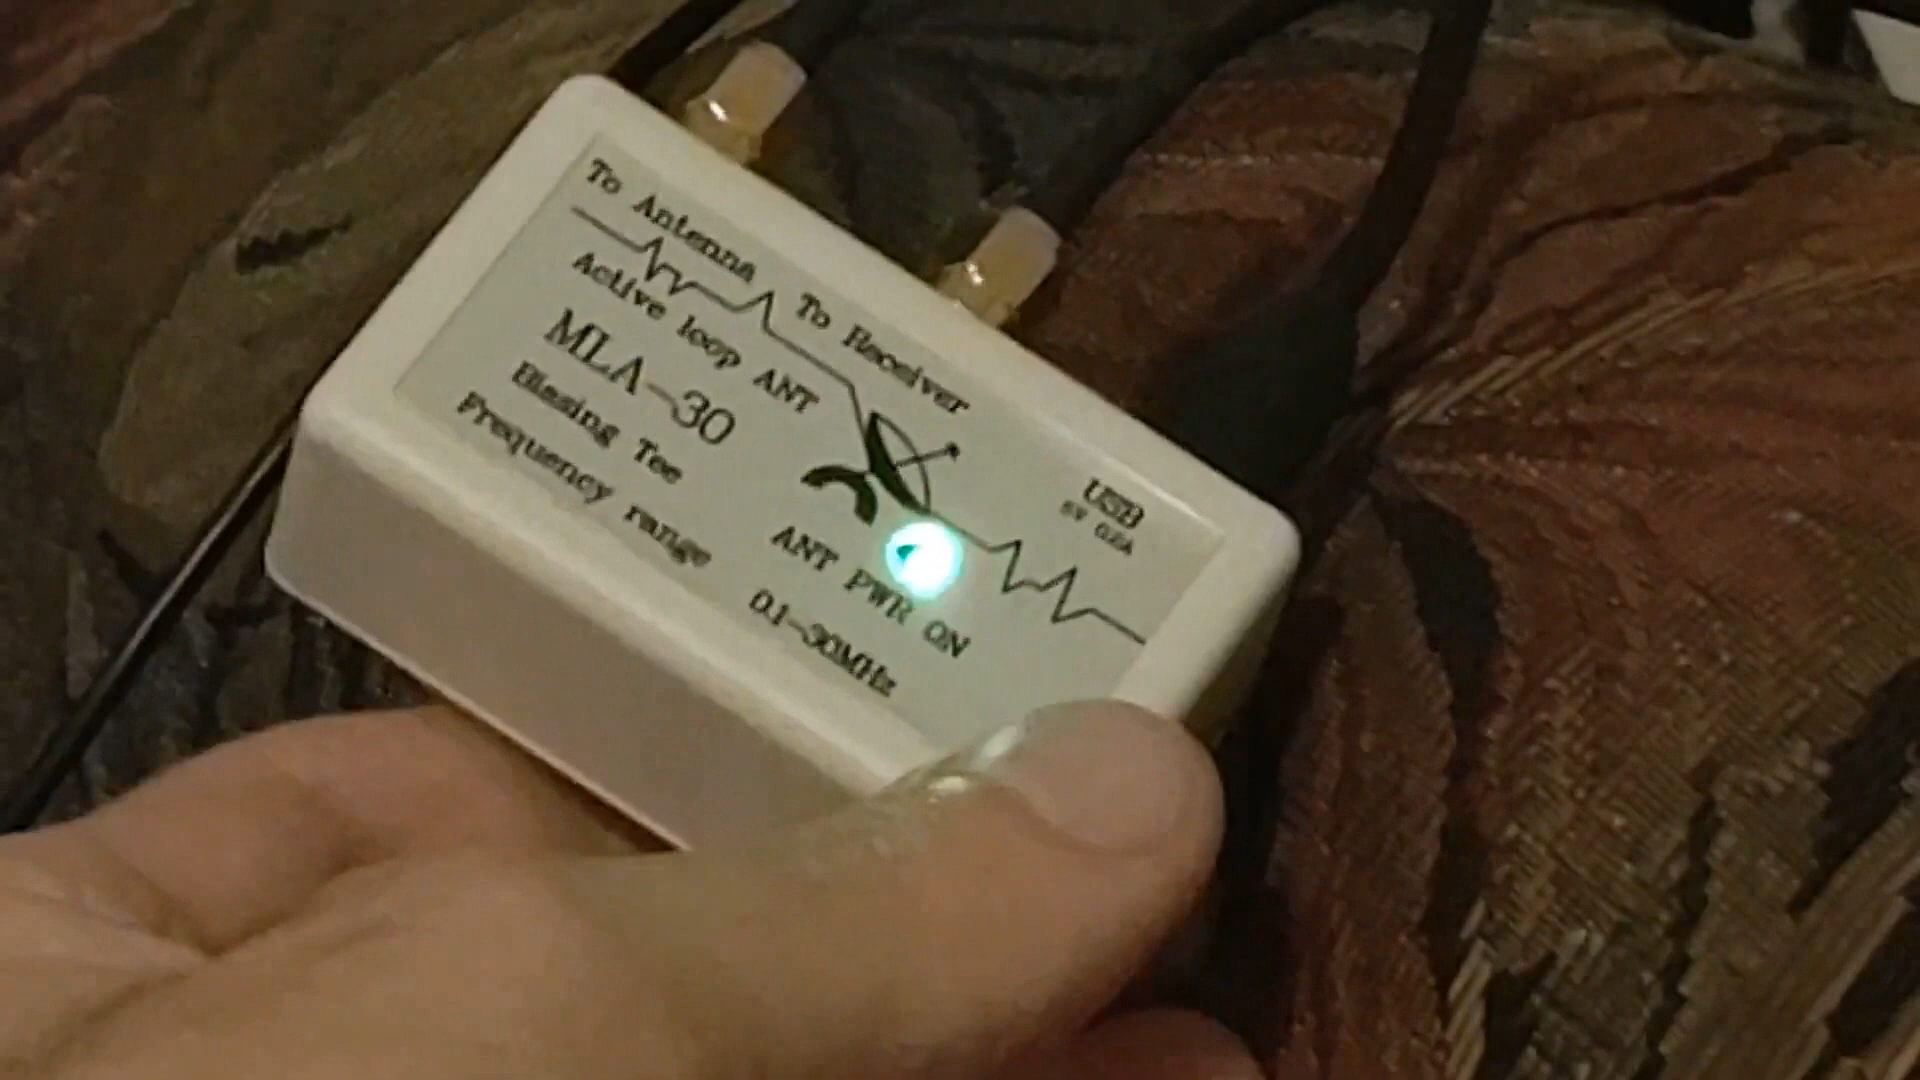 To Antenna
To Receiver
Active loop ANT
MLA-30
Biasing Tee
Frequency range
USB
5V
ANT PWR ON
0.1-30MHz